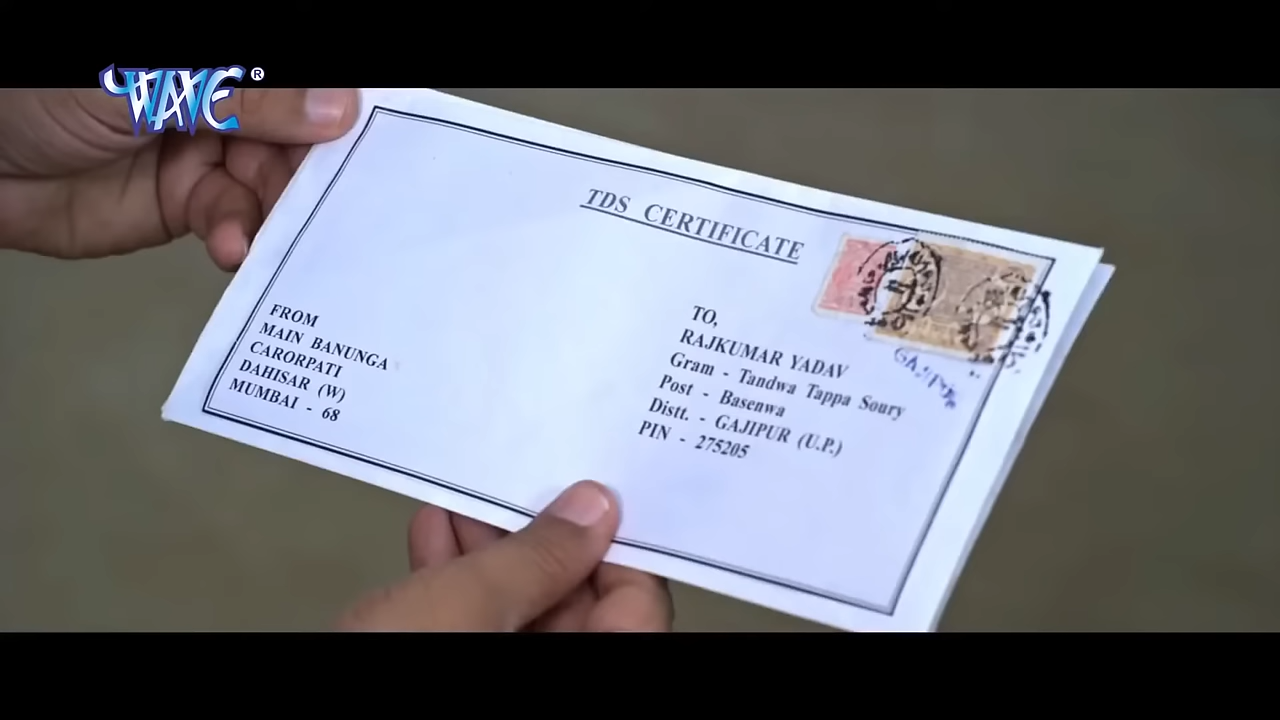 WAVE ®
TDS CERTIFICATE
FROM
MAIN BANUNGA
CARORPATI
DAHISAR (W)
MUMBAI - 68
TO,
RAJKUMAR YADAV
Gram - Tandwa Tappa Soury
Post - Basenwa
Distt. - GAJIPUR (U.P.)
PIN - 275205